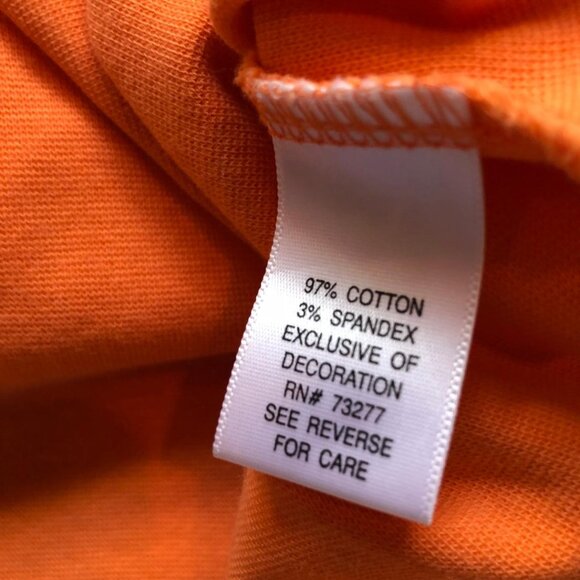 97% COTTON
3% SPANDEX
EXCLUSIVE OF
DECORATION
RN# 73277
SEE REVERSE
FOR CARE